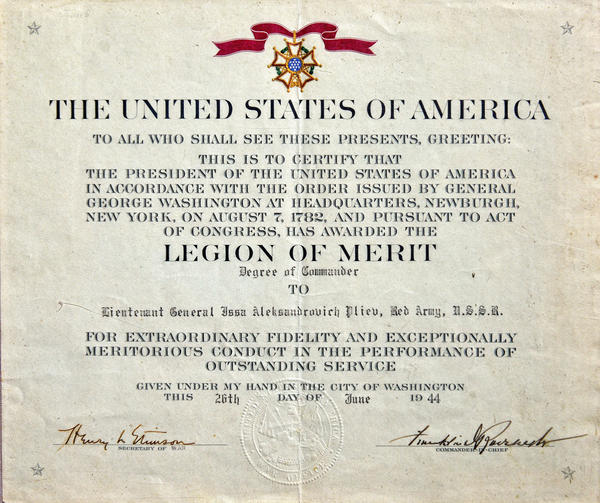 THE UNITED STATES OF AMERICA
TO ALL WHO SHALL SEE THESE PRESENTS, GREETING:
THIS IS TO CERTIFY THAT
THE PRESIDENT OF THE UNITED STATES OF AMERICA
IN ACCORDANCE WITH THE ORDER ISSUED BY GENERAL
GEORGE WASHINGTON AT HEADQUARTERS, NEWBURGH,
NEW YORK, ON AUGUST 7, 1782, AND PURSUANT TO ACT
OF CONGRESS, HAS AWARDED THE
LEGION OF MERIT
Degree of Commander
TO
Lieutenant General Issa Aleksandrovich Pliev, Red Army, U.S.S.R.
FOR EXTRAORDINARY FIDELITY AND EXCEPTIONALLY
MERITORIOUS CONDUCT IN THE PERFORMANCE OF
OUTSTANDING SERVICE
GIVEN UNDER MY HAND IN THE CITY OF WASHINGTON
THIS 26th DAY OF June 1944
Henry L Stimson
SECRETARY OF WAR
Franklin D Roosevelt
COMMANDER-IN-CHIEF